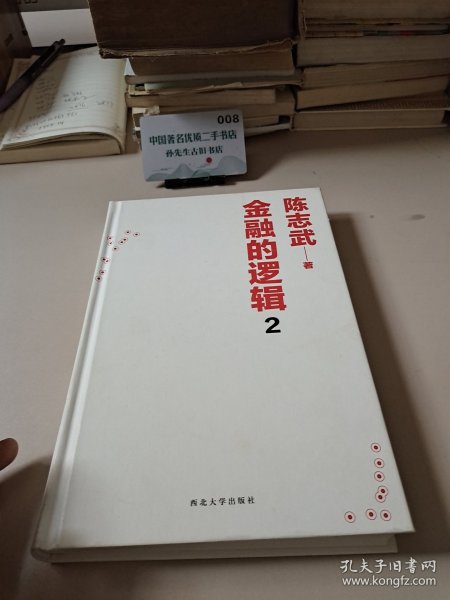 008
中国著名优质二手书店
孙先生古旧书店
陈志武 著
金融的逻辑 2
西北大学出版社
孔夫子旧书网
www.kongfz.com